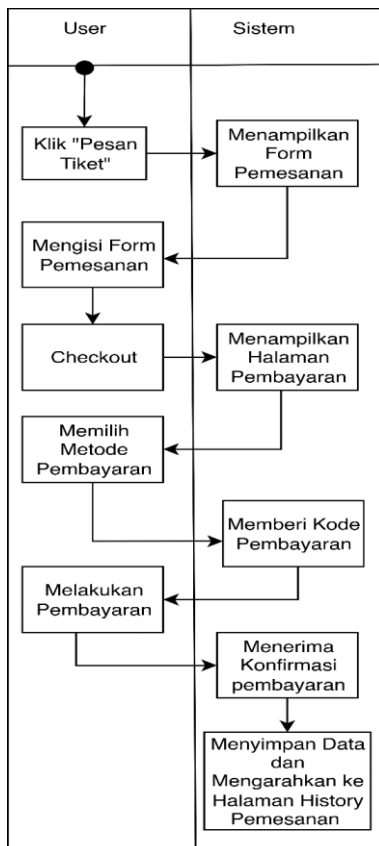 User
Sistem
Klik "Pesan
Tiket"
Menampilkan
Form
Pemesanan
Mengisi Form
Pemesanan
Checkout
Menampilkan
Halaman
Pembayaran
Memilih
Metode
Pembayaran
Memberi Kode
Pembayaran
Melakukan
Pembayaran
Menerima
Konfirmasi
pembayaran
Menyimpan Data
dan
Mengarahkan ke
Halaman History
Pemesanan